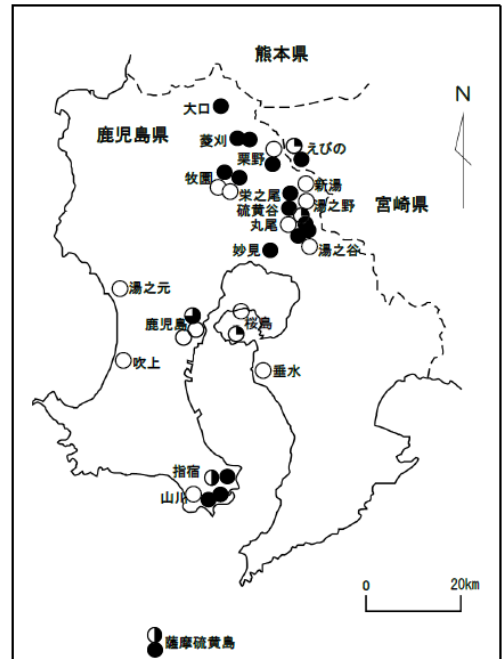 熊本県
N
大口
鹿児島県
菱刈
えびの
栗野
牧園
新湯
栄之尾
湯之野
硫黄谷
宮崎県
丸尾
妙見
湯之谷
湯之元
鹿児島
桜島
吹上
垂水
指宿
山川
0 20km
薩摩硫黄島